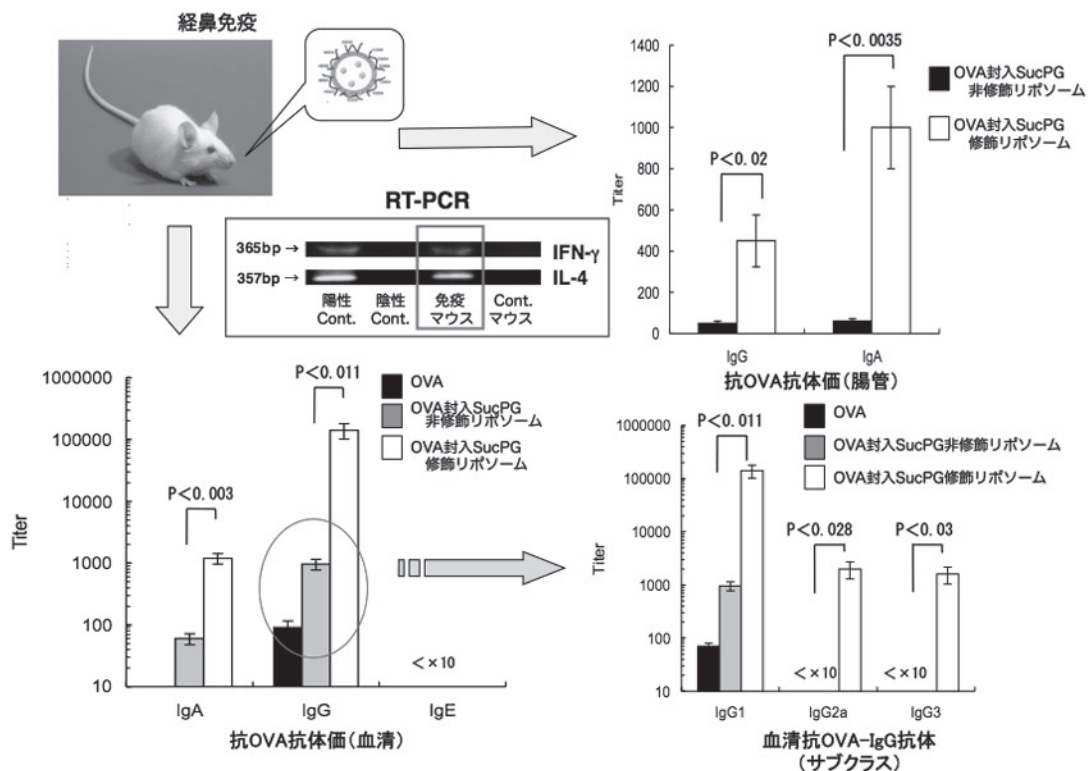 経鼻免疫
RT-PCR
365bp →
IFN-γ
357bp →
IL-4
陽性
Cont.
陰性
Cont.
免疫
マウス
Cont.
マウス
P<0.0035
P<0.02
OVA封入SucPG
非修飾リポソーム
OVA封入SucPG
修飾リポソーム
Titer
1400
1200
1000
800
600
400
200
0
IgG
IgA
抗OVA抗体価(腸管)
P<0.011
P<0.003
OVA
OVA封入SucPG
非修飾リポソーム
OVA封入SucPG
修飾リポソーム
Titer
1000000
100000
10000
1000
100
10
<×10
IgA
IgG
IgE
抗OVA抗体価(血清)
OVA
OVA封入SucPG非修飾リポソーム
OVA封入SucPG修飾リポソーム
P<0.011
P<0.028
P<0.03
Titer
1000000
100000
10000
1000
100
10
<×10
<×10
IgG1
IgG2a
IgG3
血清抗OVA-IgG抗体
(サブクラス)